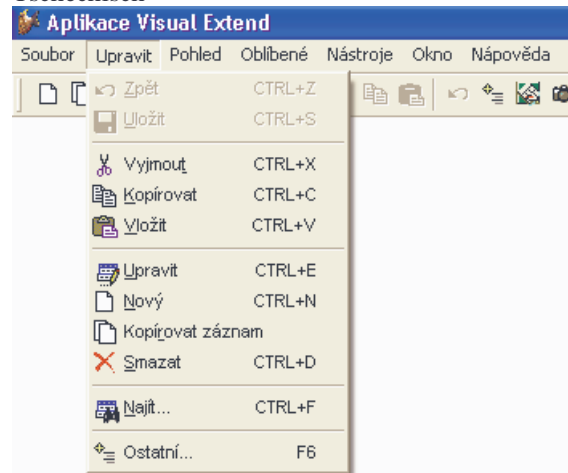 Aplikace Visual Extend
Soubor Upravit Pohled Oblíbené Nástroje Okno Nápověda
Zpět CTRL+Z
Uložit CTRL+S
Vyjmout CTRL+X
Kopírovat CTRL+C
Vložit CTRL+V
Upravit CTRL+E
Nový CTRL+N
Kopírovat záznam
Smazat CTRL+D
Najít... CTRL+F
Ostatní... F6